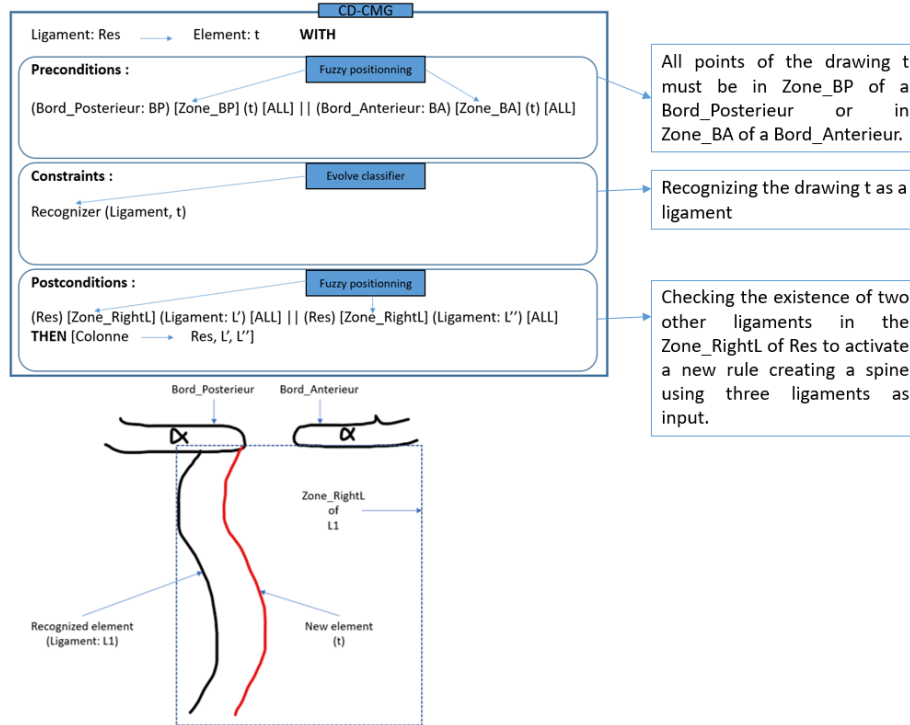 CD-CMG
Ligament: Res Element: t WITH
Preconditions :
Fuzzy positionning
(Bord_Posterieur: BP) [Zone_BP] (t) [ALL] || (Bord_Anterieur: BA) [Zone_BA] (t) [ALL]
All points of the drawing t
must be in Zone_BP of a
Bord_Posterieur or in
Zone_BA of a Bord_Anterieur.
Constraints :
Evolve classifier
Recognizer (Ligament, t)
Recognizing the drawing t as a
ligament
Postconditions :
Fuzzy positionning
(Res) [Zone_RightL] (Ligament: L') [ALL] || (Res) [Zone_RightL] (Ligament: L'') [ALL]
THEN [Colonne Res, L', L'']
Checking the existence of two
other ligaments in the
Zone_RightL of Res to activate
a new rule creating a spine
using three ligaments as
input.
Bord_Posterieur
Bord_Anterieur
α
α
Zone_RightL
of
L1
Recognized element
(Ligament: L1)
New element
(t)